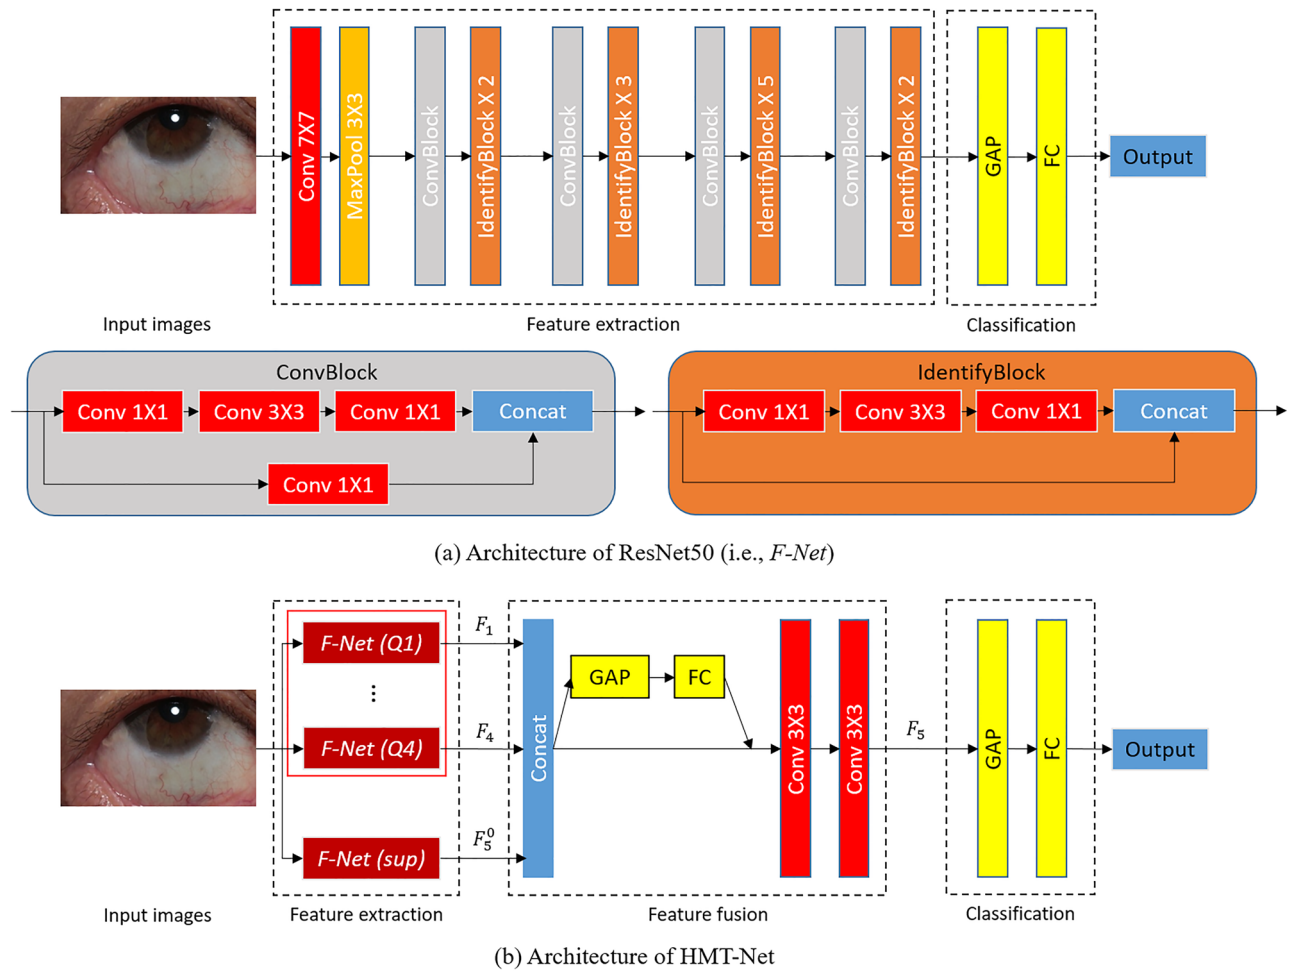 Conv 7X7
MaxPool 3X3
ConvBlock
IdentifyBlock X 2
ConvBlock
IdentifyBlock X 3
ConvBlock
IdentifyBlock X 5
ConvBlock
IdentifyBlock X 2
GAP
FC
Output
Input images
Feature extraction
Classification
ConvBlock
Conv 1X1
Conv 3X3
Conv 1X1
Concat
Conv 1X1
IdentifyBlock
Conv 1X1
Conv 3X3
Conv 1X1
Concat
(a) Architecture of ResNet50 (i.e., F-Net)
F-Net (Q1)
...
F-Net (Q4)
F-Net (sup)
F₁
F₄
F₅⁰
Concat
GAP
FC
Conv 3X3
Conv 3X3
F₅
GAP
FC
Output
Input images
Feature extraction
Feature fusion
Classification
(b) Architecture of HMT-Net